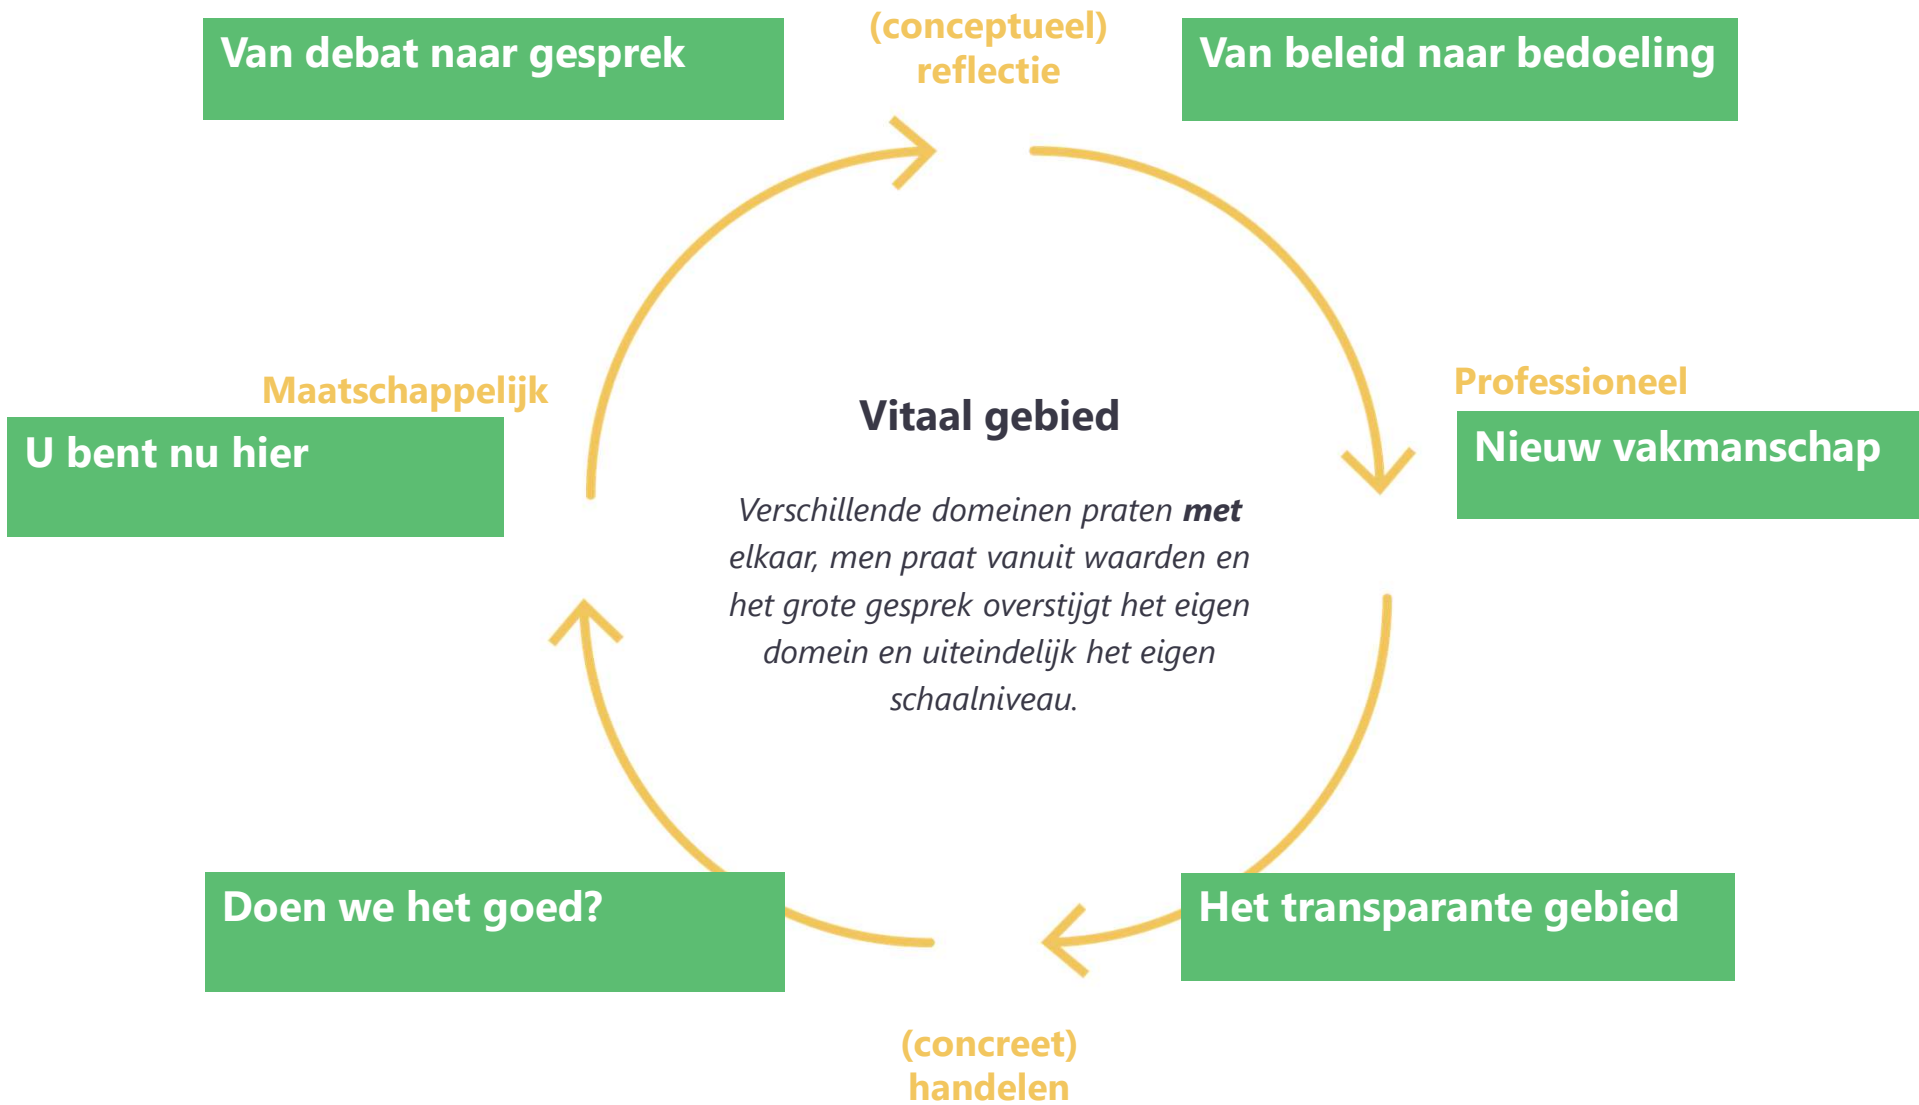 (conceptueel)
reflectie
Van debat naar gesprek
Van beleid naar bedoeling
Maatschappelijk
U bent nu hier
Professioneel
Nieuw vakmanschap
Vitaal gebied
Verschillende domeinen praten met
elkaar, men praat vanuit waarden en
het grote gesprek overstijgt het eigen
domein en uiteindelijk het eigen
schaalniveau.
Doen we het goed?
Het transparante gebied
(concreet)
handelen